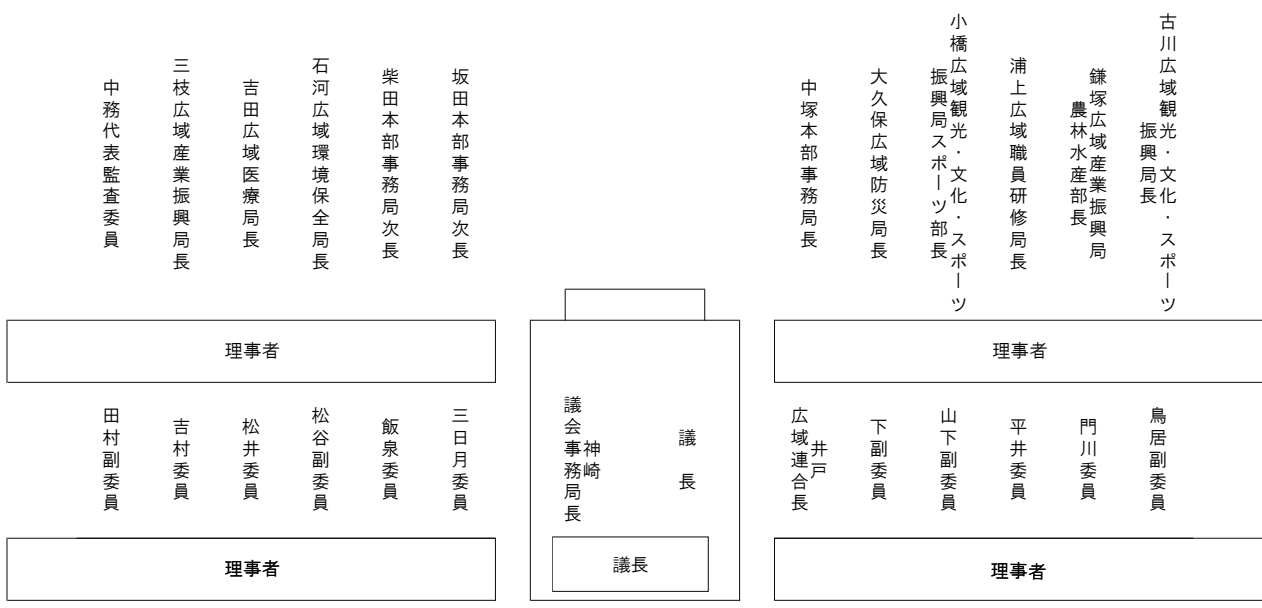 中務代表監査委員
三枝広域産業振興局長
吉田広域医療局長
石河広域環境保全局長
柴田本部事務局次長
坂田本部事務局次長
中塚本部事務局長
大久保広域防災局長
小橋広域観光・文化・スポーツ
振興局スポーツ部長
浦上広域職員研修局長
鎌塚広域産業振興局
農林水産部長
古川広域観光・文化・スポーツ
振興局長
理事者
理事者
田村副委員
吉村委員
松井委員
松谷副委員
飯泉委員
三日月委員
神崎
議会事務局長
議長
井戸
広域連合長
下副委員
山下副委員
平井委員
門川委員
鳥居副委員
理事者
議長
理事者